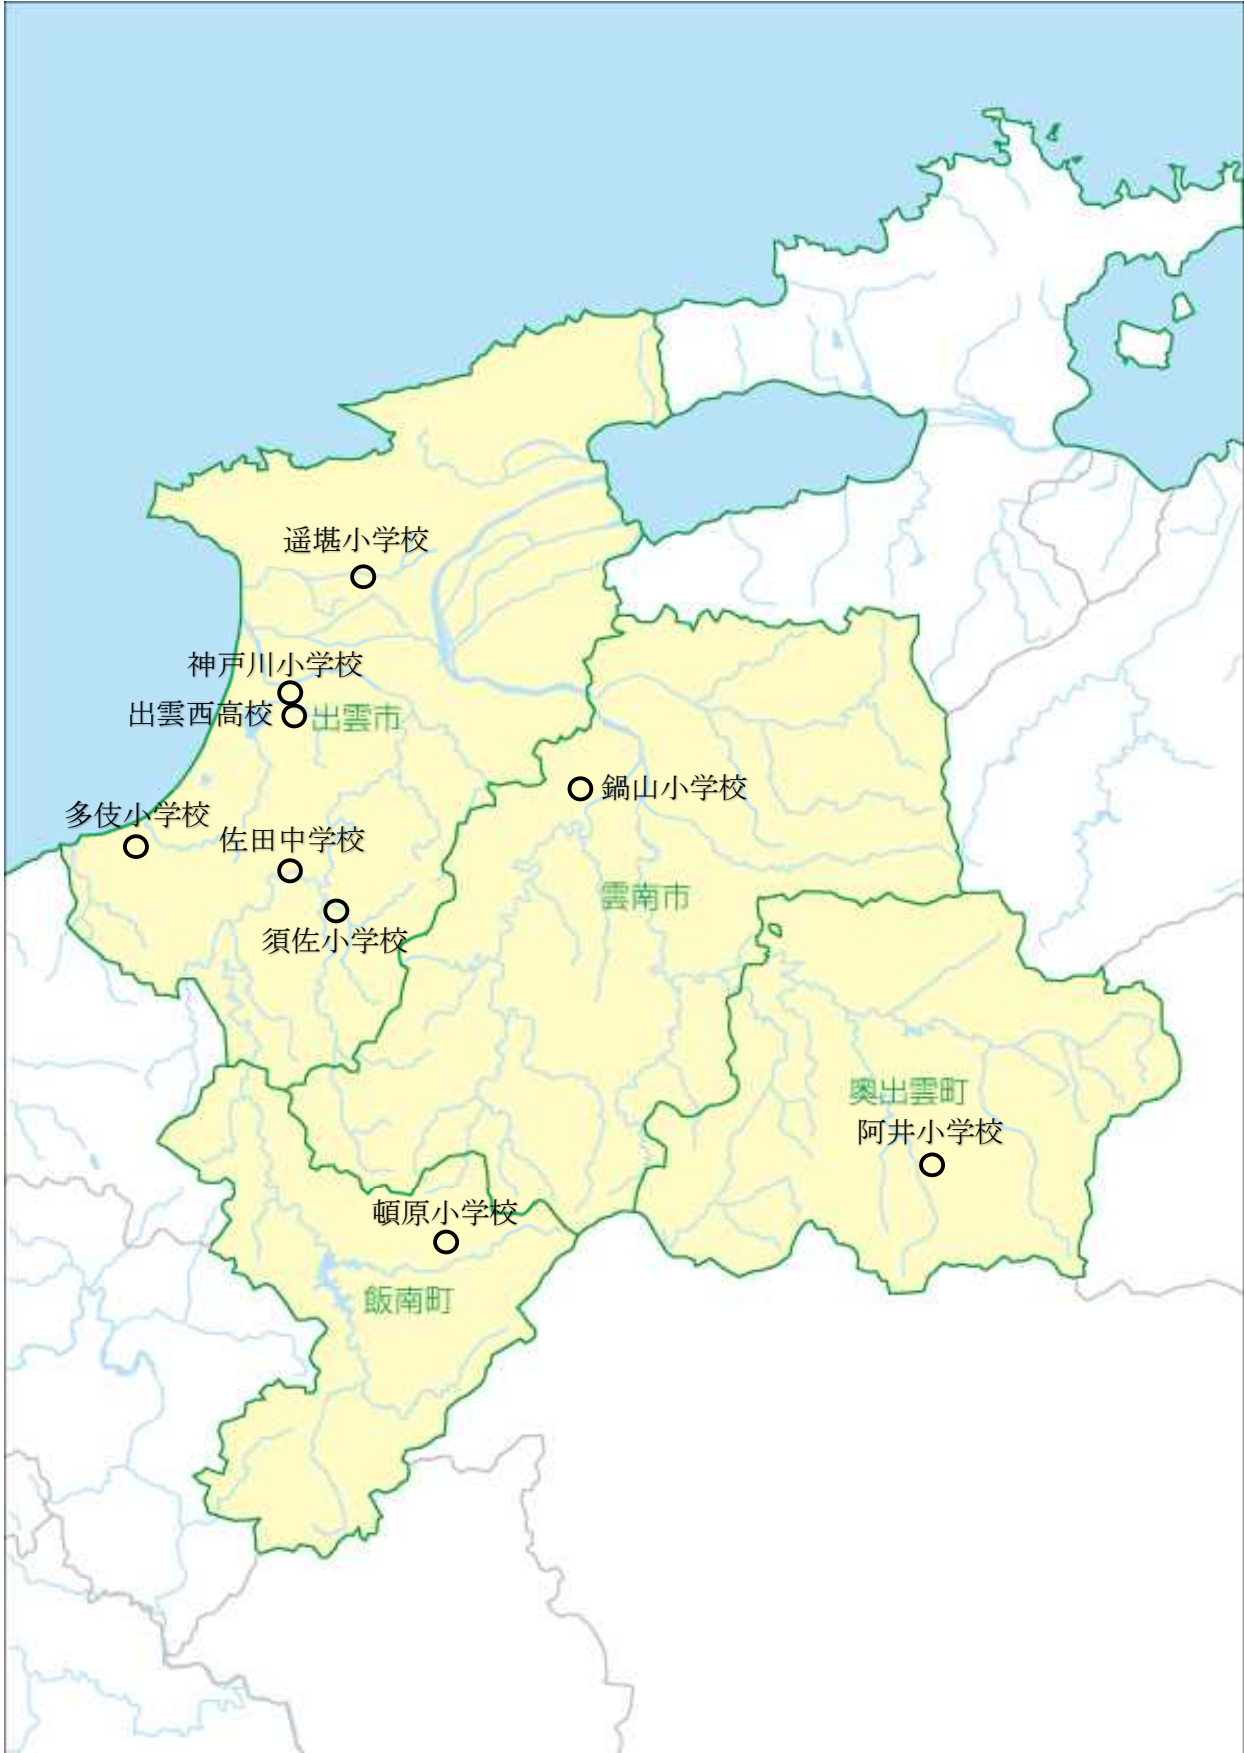 遥堪小学校
神戸川小学校
出雲西高校
出雲市
鍋山小学校
多伎小学校
佐田中学校
雲南市
須佐小学校
奥出雲町
阿井小学校
頓原小学校
飯南町